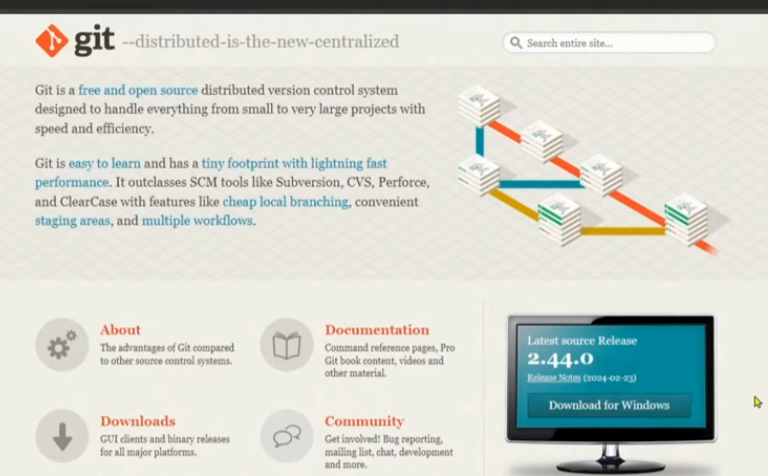 git --distributed-is-the-new-centralized
Search entire site...
Git is a free and open source distributed version control system
designed to handle everything from small to very large projects with
speed and efficiency.
Git is easy to learn and has a tiny footprint with lightning fast
performance. It outclasses SCM tools like Subversion, CVS, Perforce,
and ClearCase with features like cheap local branching, convenient
staging areas, and multiple workflows.
About
The advantages of Git compared
to other source control systems.
Documentation
Command reference pages, Pro
Git book content, videos and
other material.
Downloads
GUI clients and binary releases
for all major platforms.
Community
Get involved! Bug reporting,
mailing list, chat, development
and more.
Latest source Release
2.44.0
Release Notes (2024-02-23)
Download for Windows